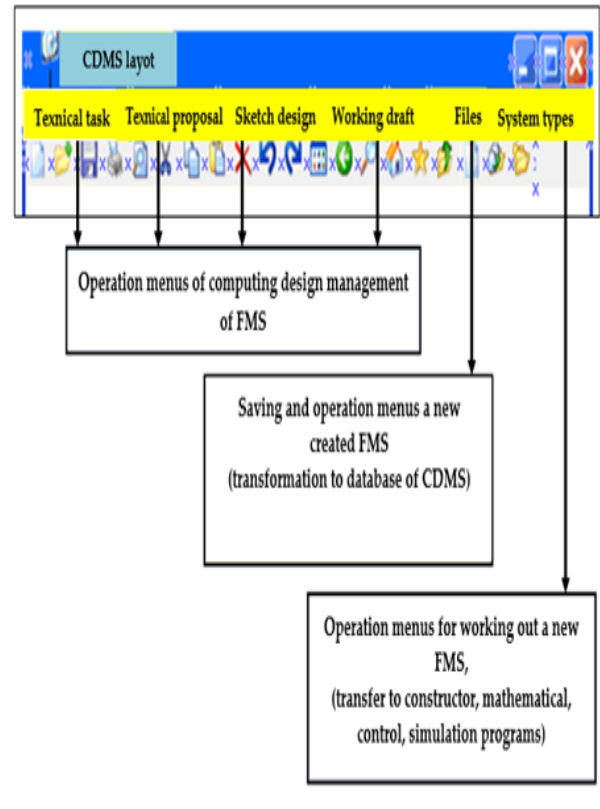 CDMS layot
Texnical task Texnical proposal Sketch design Working draft Files System types
Operation menus of computing design management
of FMS
Saving and operation menus a new
created FMS
(transformation to database of CDMS)
Operation menus for working out a new
FMS,
(transfer to constructor, mathematical,
control, simulation programs)